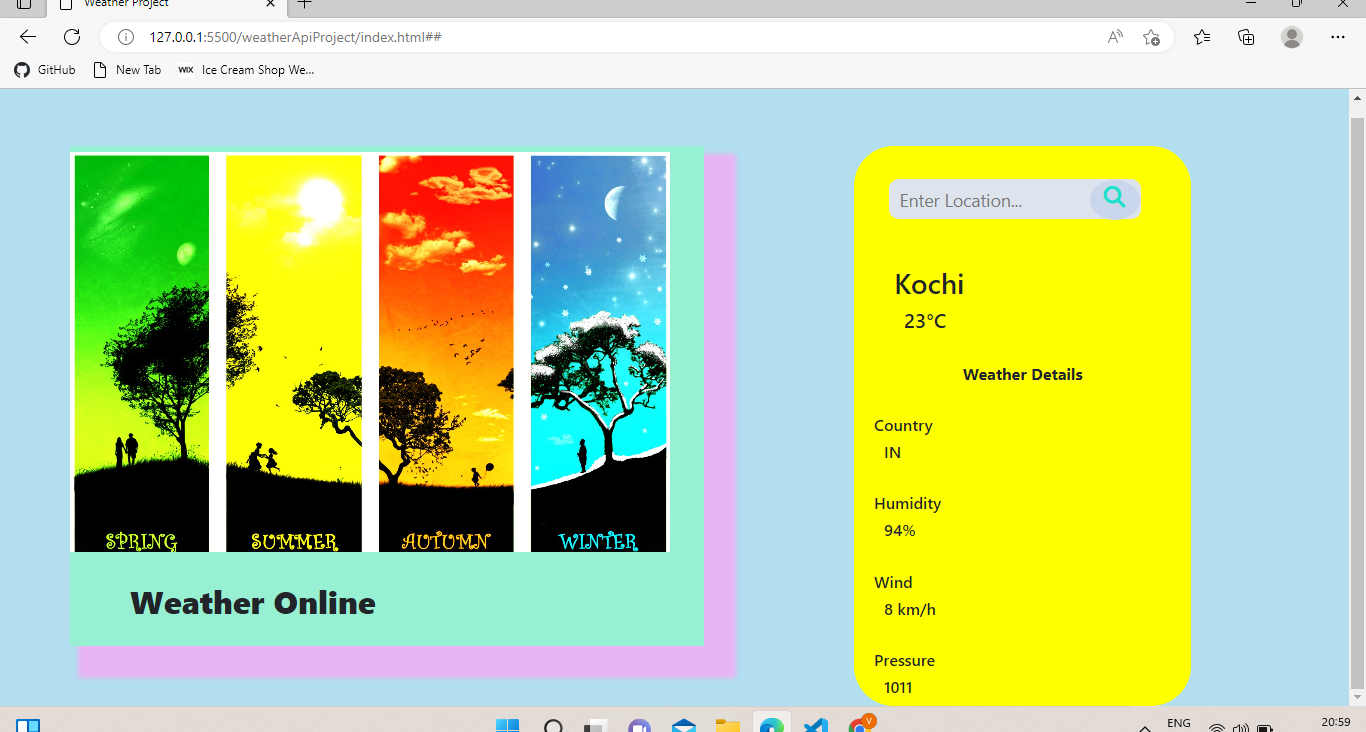 Weather Project
127.0.0.1:5500/weatherApiProject/index.html##
GitHub
New Tab
WIX Ice Cream Shop We...
SPRING
SUMMER
AUTUMN
WINTER
Weather Online
Enter Location...
Kochi
23°C
Weather Details
Country
IN
Humidity
94%
Wind
8 km/h
Pressure
1011
V
ENG
20:59